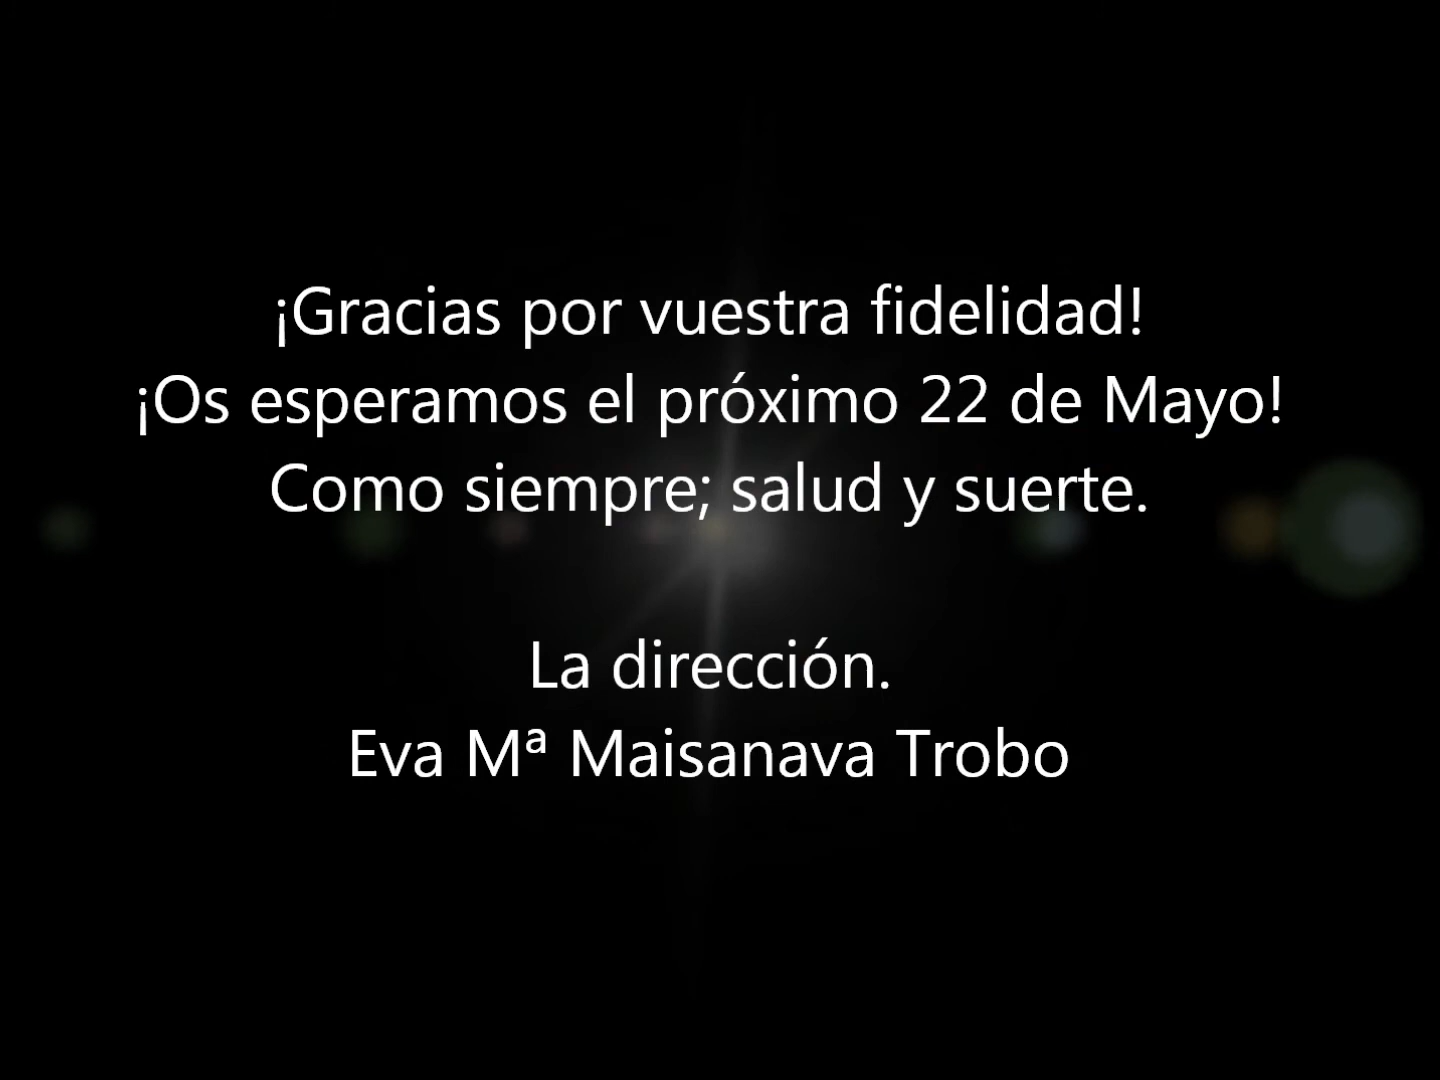 ¡Gracias por vuestra fidelidad!
¡Os esperamos el próximo 22 de Mayo!
Como siempre; salud y suerte.
La dirección.
Eva Mª Maisanava Trobo